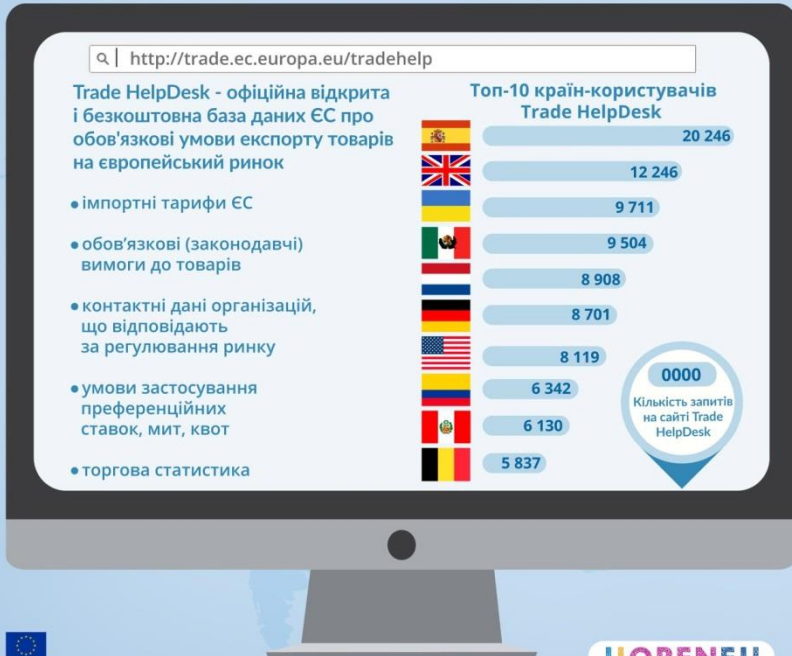 http://trade.ec.europa.eu/tradehelp
Trade HelpDesk - офіційна відкрита
і безкоштовна база даних ЄС про
обов'язкові умови експорту товарів
на європейський ринок
• імпортні тарифи ЄС
• обов’язкові (законодавчі)
вимоги до товарів
• контактні дані організацій,
що відповідають
за регулювання ринку
• умови застосування
преференційних
ставок, мит, квот
• торгова статистика
Топ-10 країн-користувачів
Trade HelpDesk
20 246
12 246
9 711
9 504
8 908
8 701
8 119
6 342
6 130
5 837
0000
Кількість запитів
на сайті Trade
HelpDesk